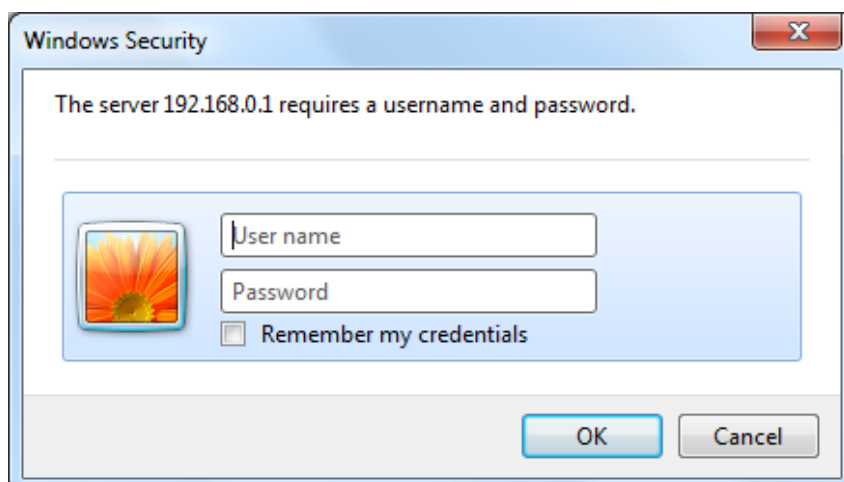 Windows Security
The server 192.168.0.1 requires a username and password.
User name
Password
Remember my credentials
OK
Cancel